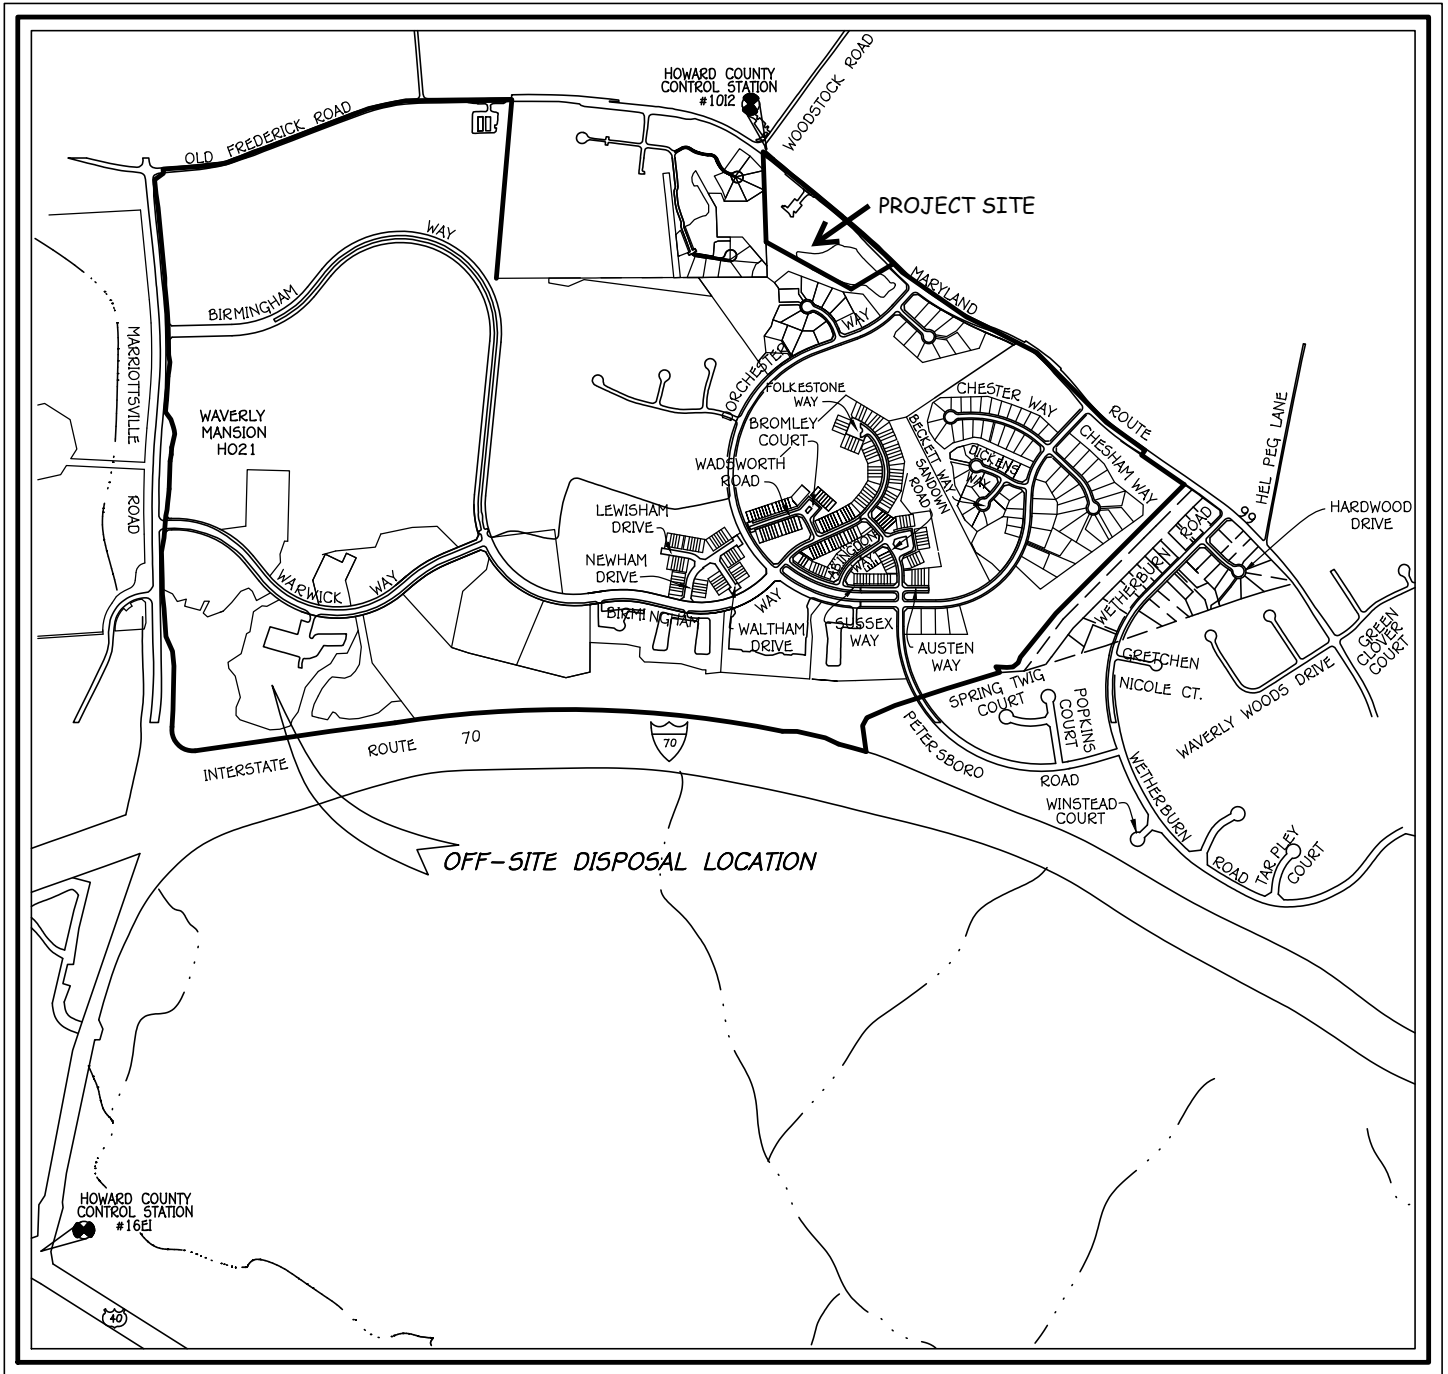 HOWARD COUNTY
CONTROL STATION
#10I2
WOODSTOCK ROAD
OLD FREDERICK ROAD
PROJECT SITE
WAY
BIRMINGHAM
MARYLAND
WAY
DORCHESTER
MARRIOTTSVILLE
ROAD
WAVERLY
MANSION
HO21
FOLKESTONE
WAY
CHESTER WAY
ROUTE
HEL PEG LANE
BROMLEY
COURT
BECKETT WAY
SANDOWN
ROAD
DICKENS
WAY
CHESHAM WAY
WADSWORTH
ROAD
99
HARDWOOD
DRIVE
LEWISHAM
DRIVE
ABINGTON
WAY
WETHERBURN
ROAD
NEWHAM
DRIVE
WARWICK WAY
BIRMINGHAM
WAY
WALTHAM
DRIVE
SUSSEX
WAY
AUSTEN
WAY
GREEN
CLOVER
COURT
GRETCHEN
NICOLE CT.
SPRING TWIG
COURT
POPKINS
COURT
WAVERLY WOODS DRIVE
INTERSTATE
ROUTE 70
70
PETERSBORO
ROAD
WETHERBURN
ROAD
WINSTEAD
COURT
TARPLEY
COURT
OFF-SITE DISPOSAL LOCATION
HOWARD COUNTY
CONTROL STATION
#16E1
40